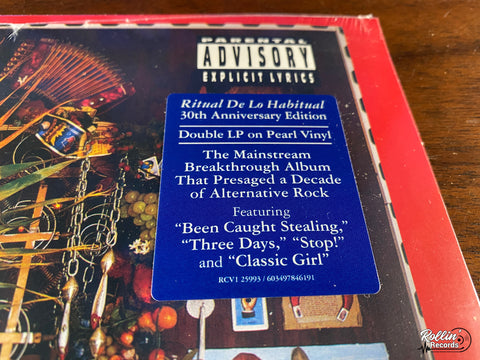 PARENTAL
ADVISORY
EXPLICIT LYRICS
Ritual De Lo Habitual
30th Anniversary Edition
Double LP on Pearl Vinyl
The Mainstream
Breakthrough Album
That Presaged a Decade
of Alternative Rock
Featuring
“Been Caught Stealing,”
“Three Days,” “Stop!”
and “Classic Girl”
RCV1 25993 / 603497846191
Rollin'
Records